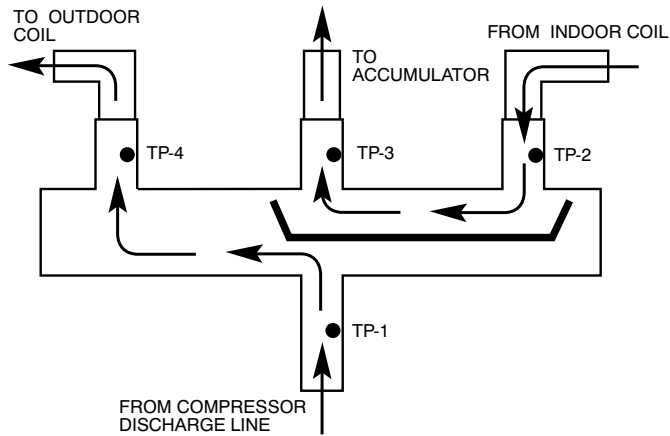 TO OUTDOOR
COIL
TO
ACCUMULATOR
FROM INDOOR COIL
TP-4
TP-3
TP-2
TP-1
FROM COMPRESSOR
DISCHARGE LINE